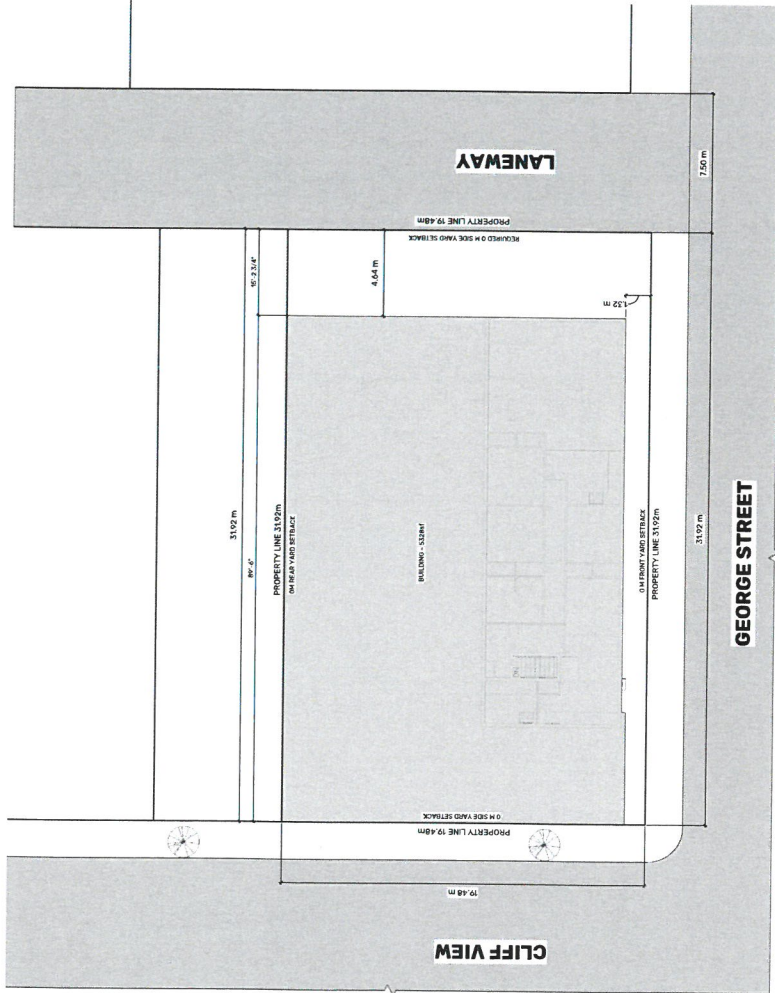 LANEWAY
7.50 m
PROPERTY LINE 19.48m
REQUIRED 0 M SIDE YARD SETBACK
15'-2 3/4"
4.64 m
1.32 m
31.92 m
89'-6"
PROPERTY LINE 31.92m
0M REAR YARD SETBACK
BUILDING - 5328sf
0 M FRONT YARD SETBACK
PROPERTY LINE 31.92m
31.92 m
GEORGE STREET
0 M SIDE YARD SETBACK
PROPERTY LINE 19.48m
19.48 m
CLIFF VIEW